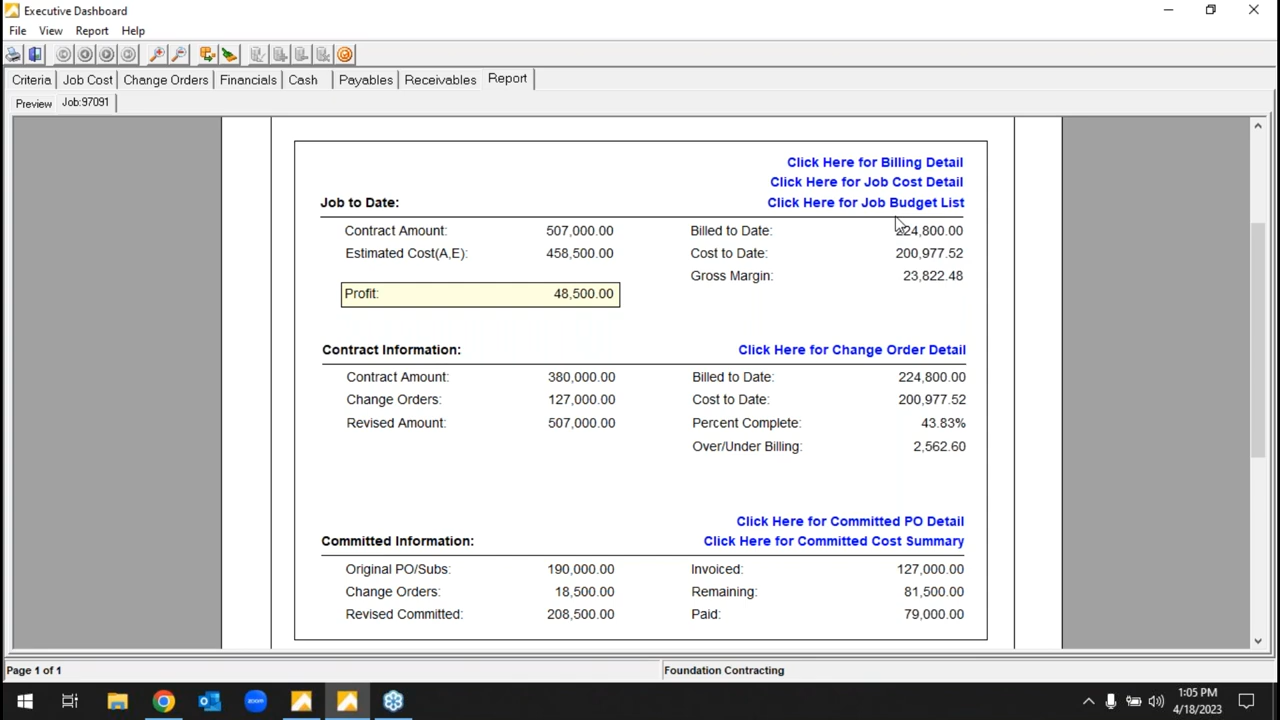 Executive Dashboard
File View Report Help
Criteria Job Cost Change Orders Financials Cash Payables Receivables Report
Preview Job:97091
Click Here for Billing Detail
Click Here for Job Cost Detail
Job to Date: Click Here for Job Budget List
Contract Amount: 507,000.00 Billed to Date: 224,800.00
Estimated Cost(A,E): 458,500.00 Cost to Date: 200,977.52
Gross Margin: 23,822.48
Profit: 48,500.00
Contract Information: Click Here for Change Order Detail
Contract Amount: 380,000.00 Billed to Date: 224,800.00
Change Orders: 127,000.00 Cost to Date: 200,977.52
Revised Amount: 507,000.00 Percent Complete: 43.83%
Over/Under Billing: 2,562.60
Click Here for Committed PO Detail
Committed Information: Click Here for Committed Cost Summary
Original PO/Subs: 190,000.00 Invoiced: 127,000.00
Change Orders: 18,500.00 Remaining: 81,500.00
Revised Committed: 208,500.00 Paid: 79,000.00
Page 1 of 1 Foundation Contracting
zoom
1:05 PM
4/18/2023